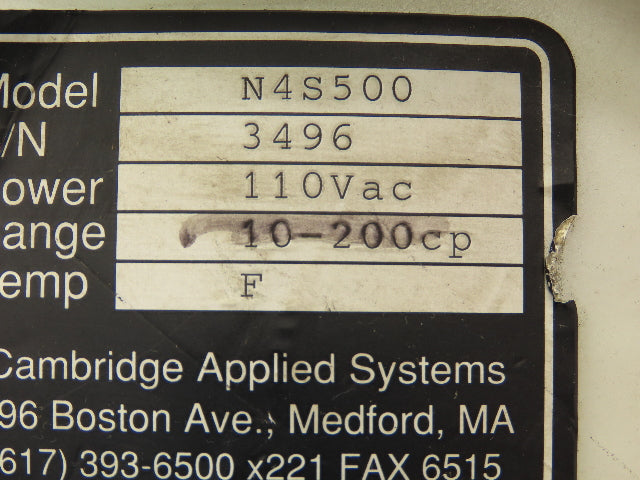 Model N4S500
/N 3496
ower 110Vac
ange 10-200cp
emp F
Cambridge Applied Systems
96 Boston Ave., Medford, MA
617) 393-6500 x221 FAX 6515